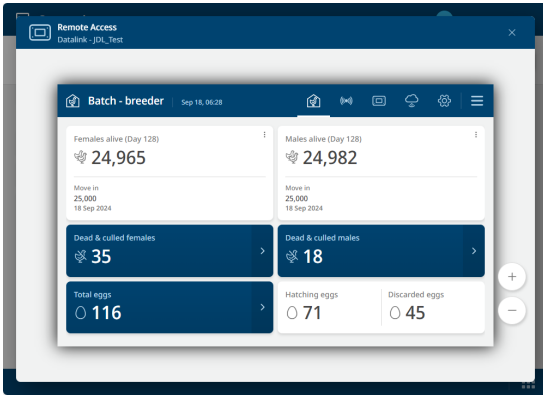 Remote Access
Datalink - JDL_Test
Batch - breeder
Sep 18, 06:28
Females alive (Day 128)
24,965
Move in
25,000
18 Sep 2024
Males alive (Day 128)
24,982
Move in
25,000
18 Sep 2024
Dead & culled females
35
Dead & culled males
18
Total eggs
116
Hatching eggs
71
Discarded eggs
45